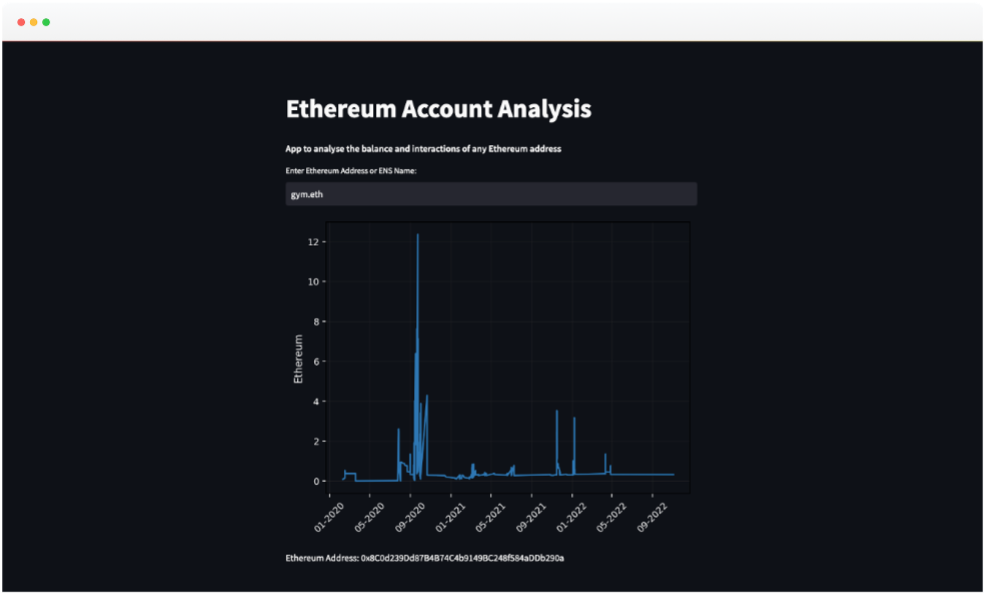 Ethereum Account Analysis
App to analyse the balance and interactions of any Ethereum address
Enter Ethereum Address or ENS Name:
gym.eth
12
10
8
6
4
2
0
Ethereum
01-2020
05-2020
09-2020
01-2021
05-2021
09-2021
01-2022
05-2022
09-2022
Ethereum Address: 0x8C0d239Dd87B4B74C4b9149BC248f584aDDb290a